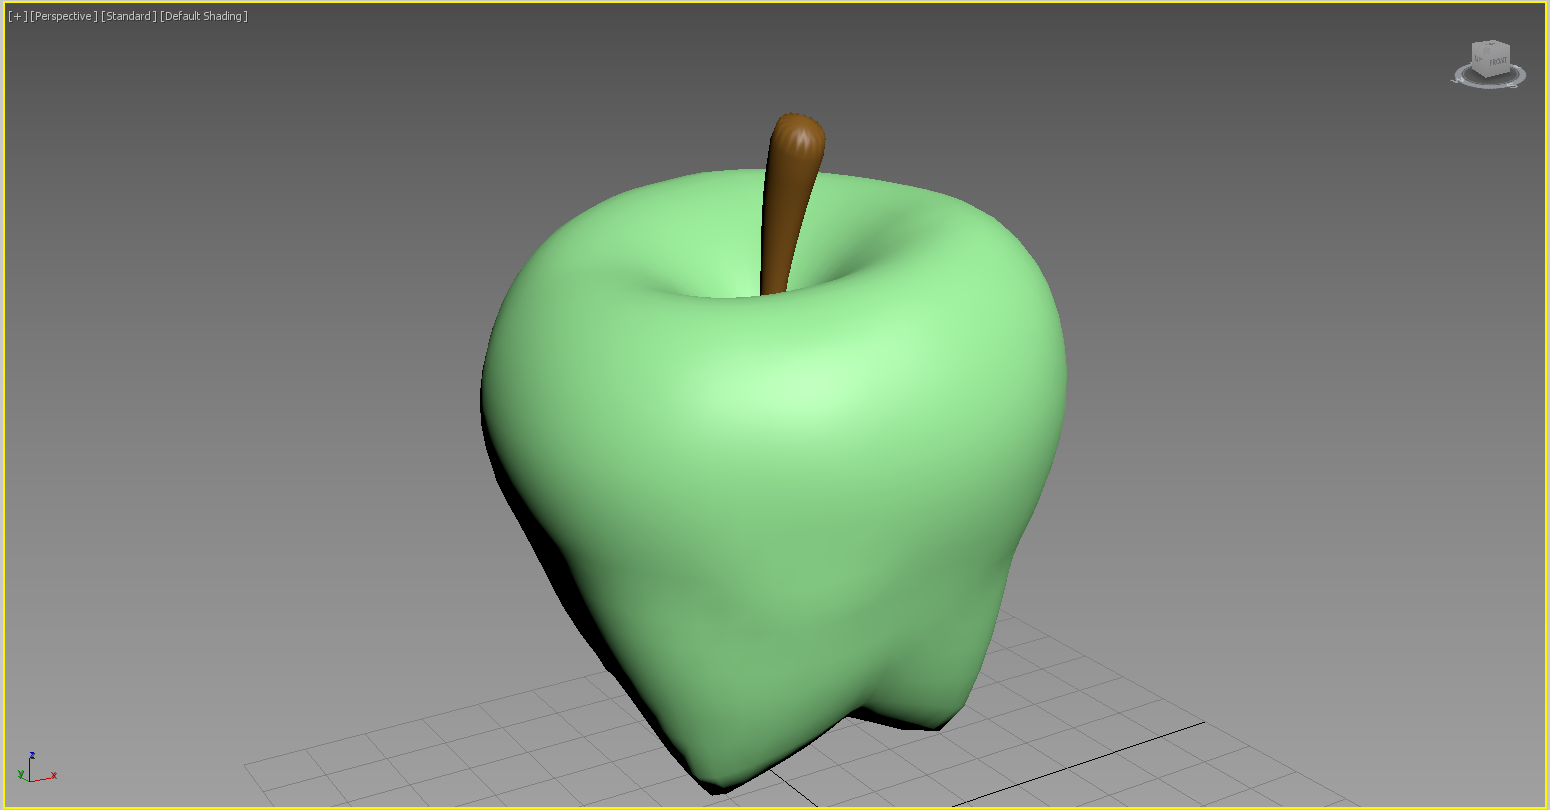 [+] [Perspective] [Standard] [Default Shading]
FRONT
z
y
x